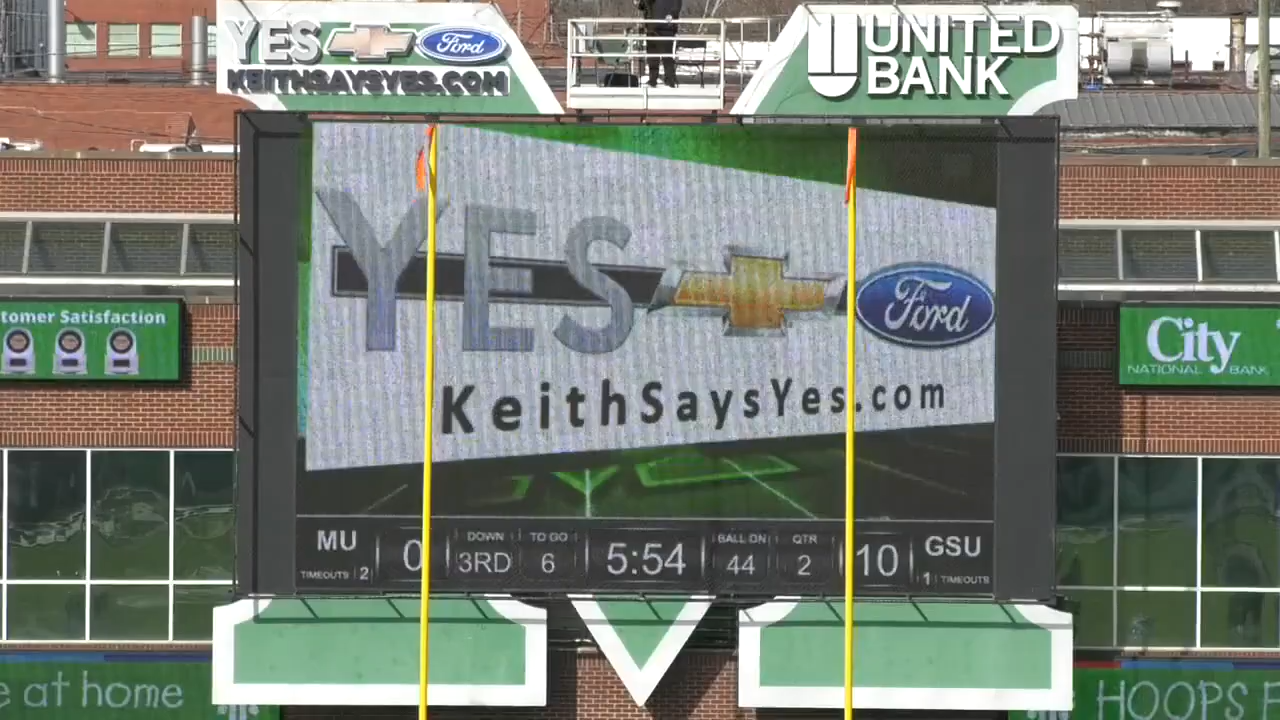 YES Ford
KEITHSAYSYES.COM
UNITED
BANK
YES Ford
KeithSaysYes.com
tomer Satisfaction
City
NATIONAL BANK
MU 0 DOWN 3RD TO GO 6 5:54 BALL ON 44 QTR 2 10 GSU
TIMEOUTS 2
1 TIMEOUTS
e at home
HOOPS F